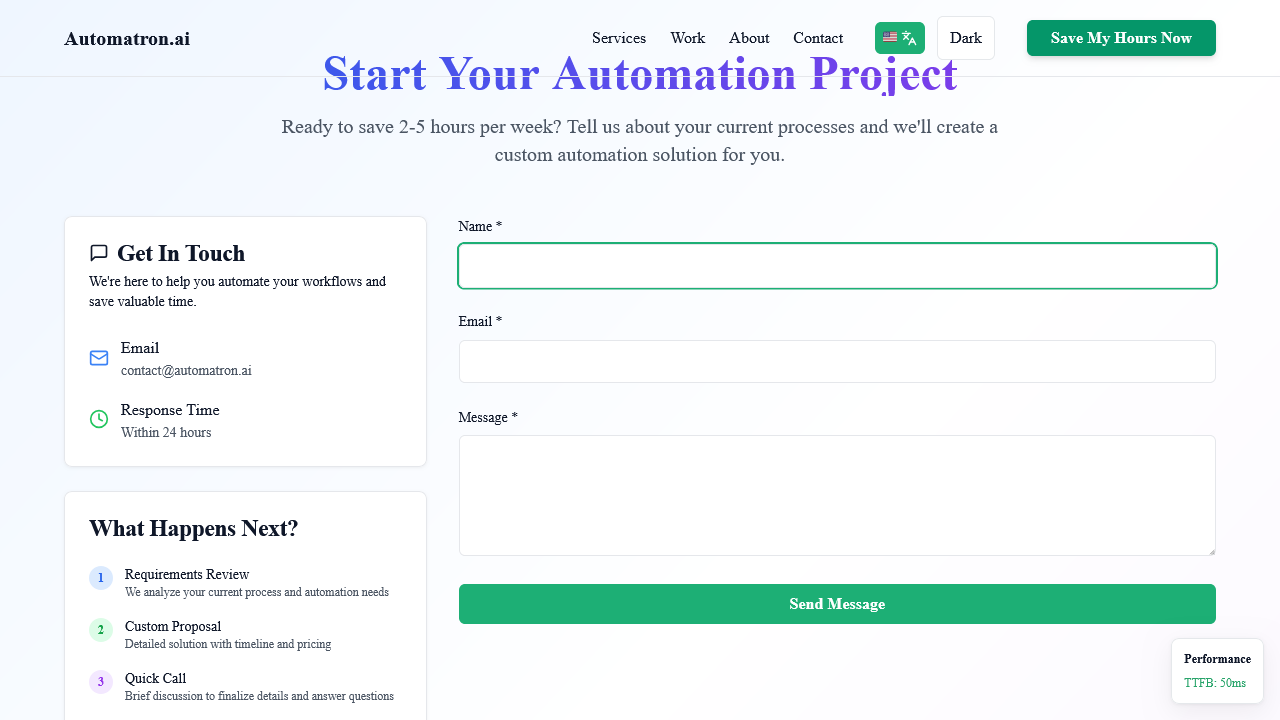 Automatron.ai
Services Work About Contact Dark Save My Hours Now
Start Your Automation Project
Ready to save 2-5 hours per week? Tell us about your current processes and we'll create a
custom automation solution for you.
Get In Touch
We're here to help you automate your workflows and
save valuable time.
Email
contact@automatron.ai
Response Time
Within 24 hours
What Happens Next?
1 Requirements Review
We analyze your current process and automation needs
2 Custom Proposal
Detailed solution with timeline and pricing
3 Quick Call
Brief discussion to finalize details and answer questions
Name *
Email *
Message *
Send Message
Performance
TTFB: 50ms